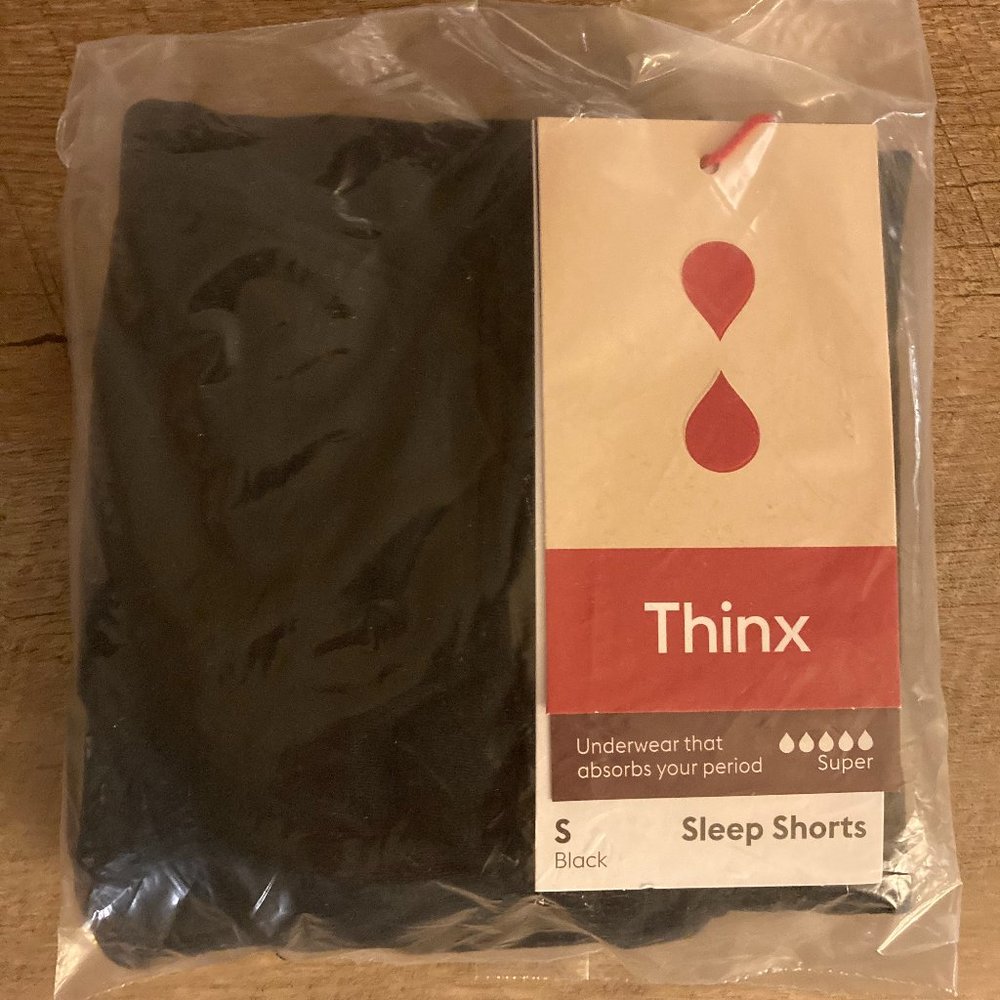 Thinx
Underwear that
absorbs your period
Super
S
Sleep Shorts
Black